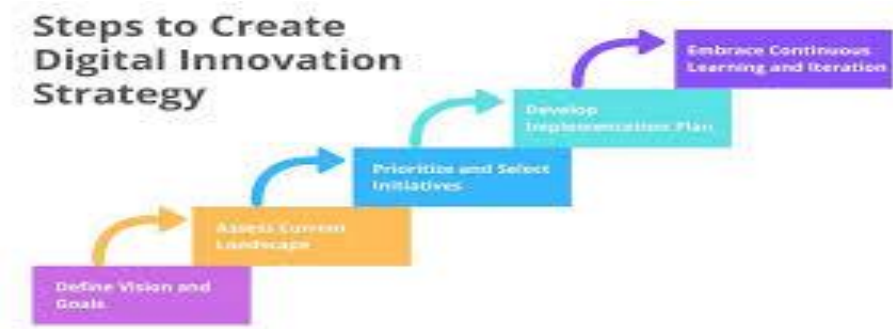 Steps to Create
Digital Innovation
Strategy
Embrace Continuous
Learning and Iteration
Develop
Implementation Plan
Prioritize and Select
Initiatives
Assess Current
Landscape
Define Vision and
Goals